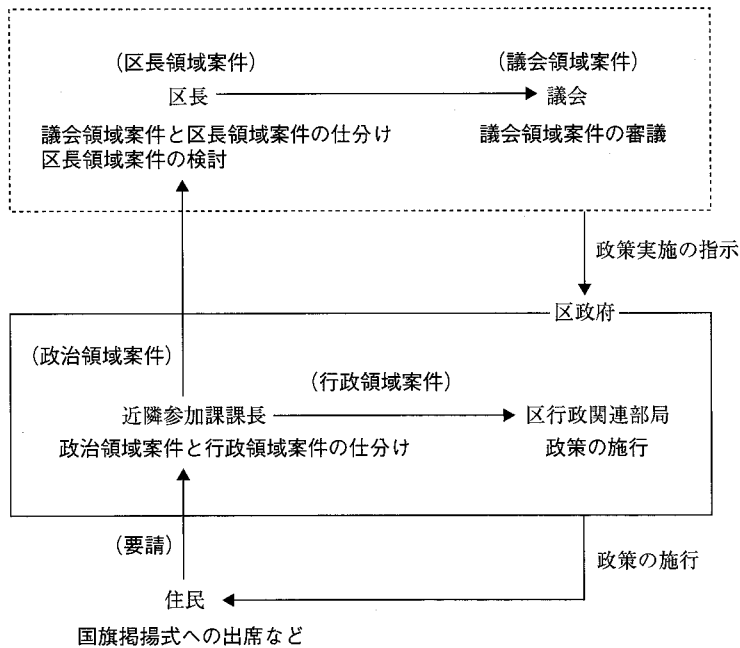 （区長領域案件）
（議会領域案件）
区長
議会
議会領域案件と区長領域案件の仕分け
区長領域案件の検討
議会領域案件の審議
政策実施の指示
区政府
（政治領域案件）
（行政領域案件）
近隣参加課課長
区行政関連部局
政治領域案件と行政領域案件の仕分け
政策の施行
（要請）
政策の施行
住民
国旗掲揚式への出席など